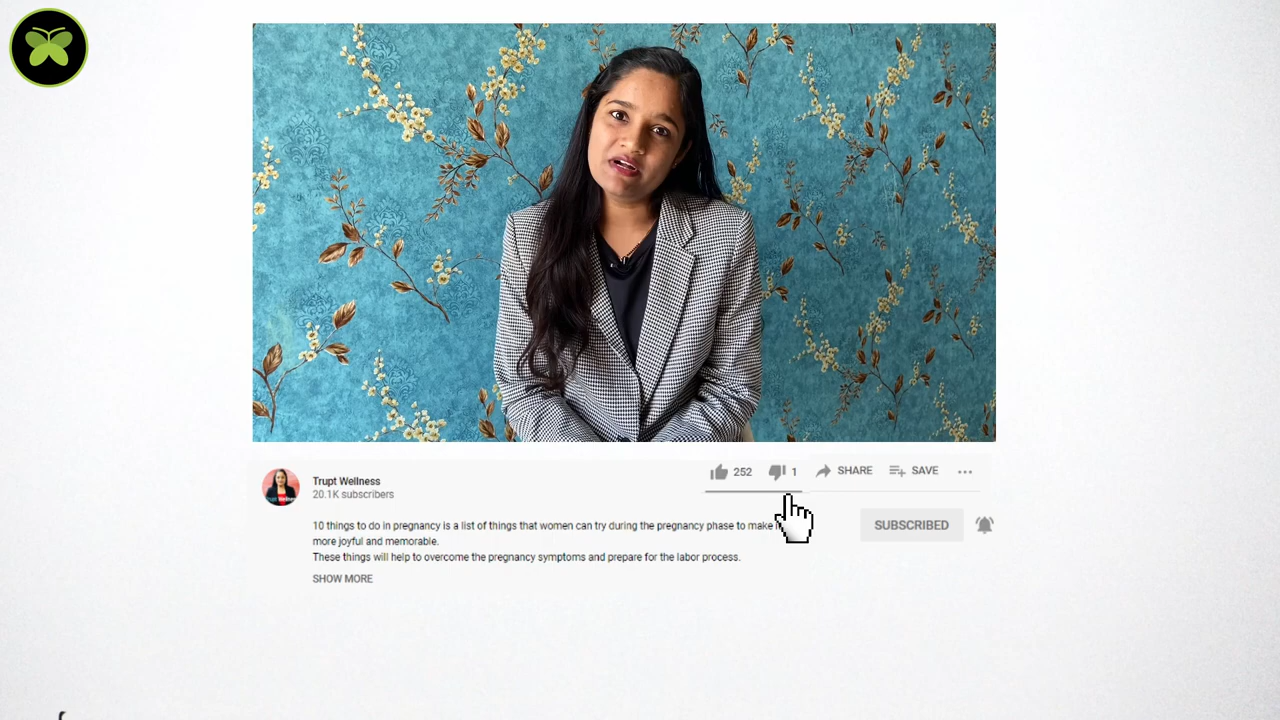 252
1
SHARE
SAVE
Trupt Wellness
20.1K subscribers
10 things to do in pregnancy is a list of things that women can try during the pregnancy phase to make
more joyful and memorable.
These things will help to overcome the pregnancy symptoms and prepare for the labor process.
SHOW MORE
SUBSCRIBED